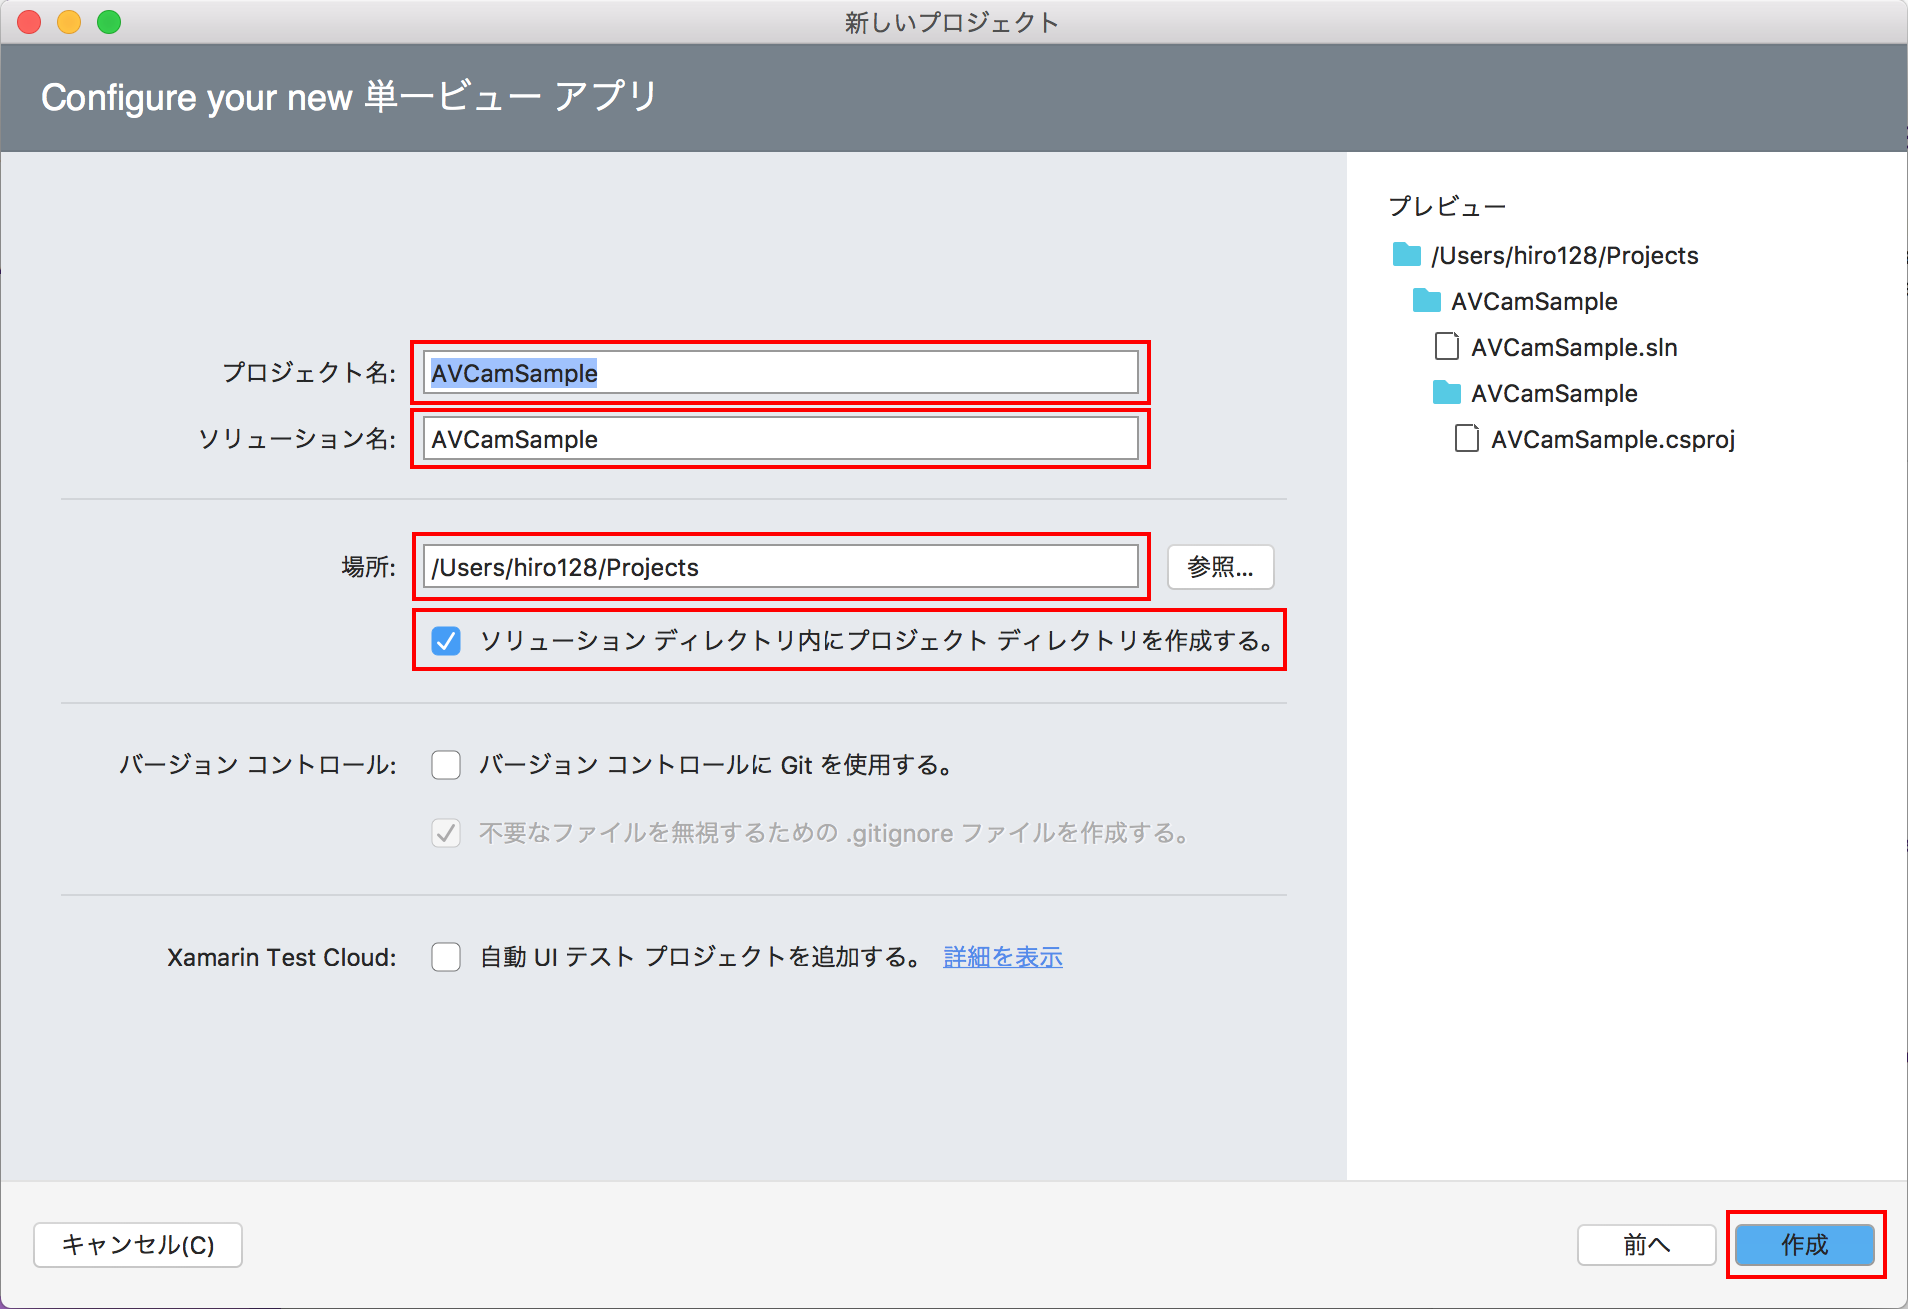 新しいプロジェクト
Configure your new 単一ビュー アプリ
プロジェクト名: AVCamSample
ソリューション名: AVCamSample
場所: /Users/hiro128/Projects 参照...
ソリューション ディレクトリ内にプロジェクト ディレクトリを作成する。
バージョン コントロール: バージョン コントロールに Git を使用する。
不要なファイルを無視するための .gitignore ファイルを作成する。
Xamarin Test Cloud: 自動 UI テスト プロジェクトを追加する。 詳細を表示
プレビュー
/Users/hiro128/Projects
AVCamSample
AVCamSample.sln
AVCamSample
AVCamSample.csproj
キャンセル(C) 前へ 作成